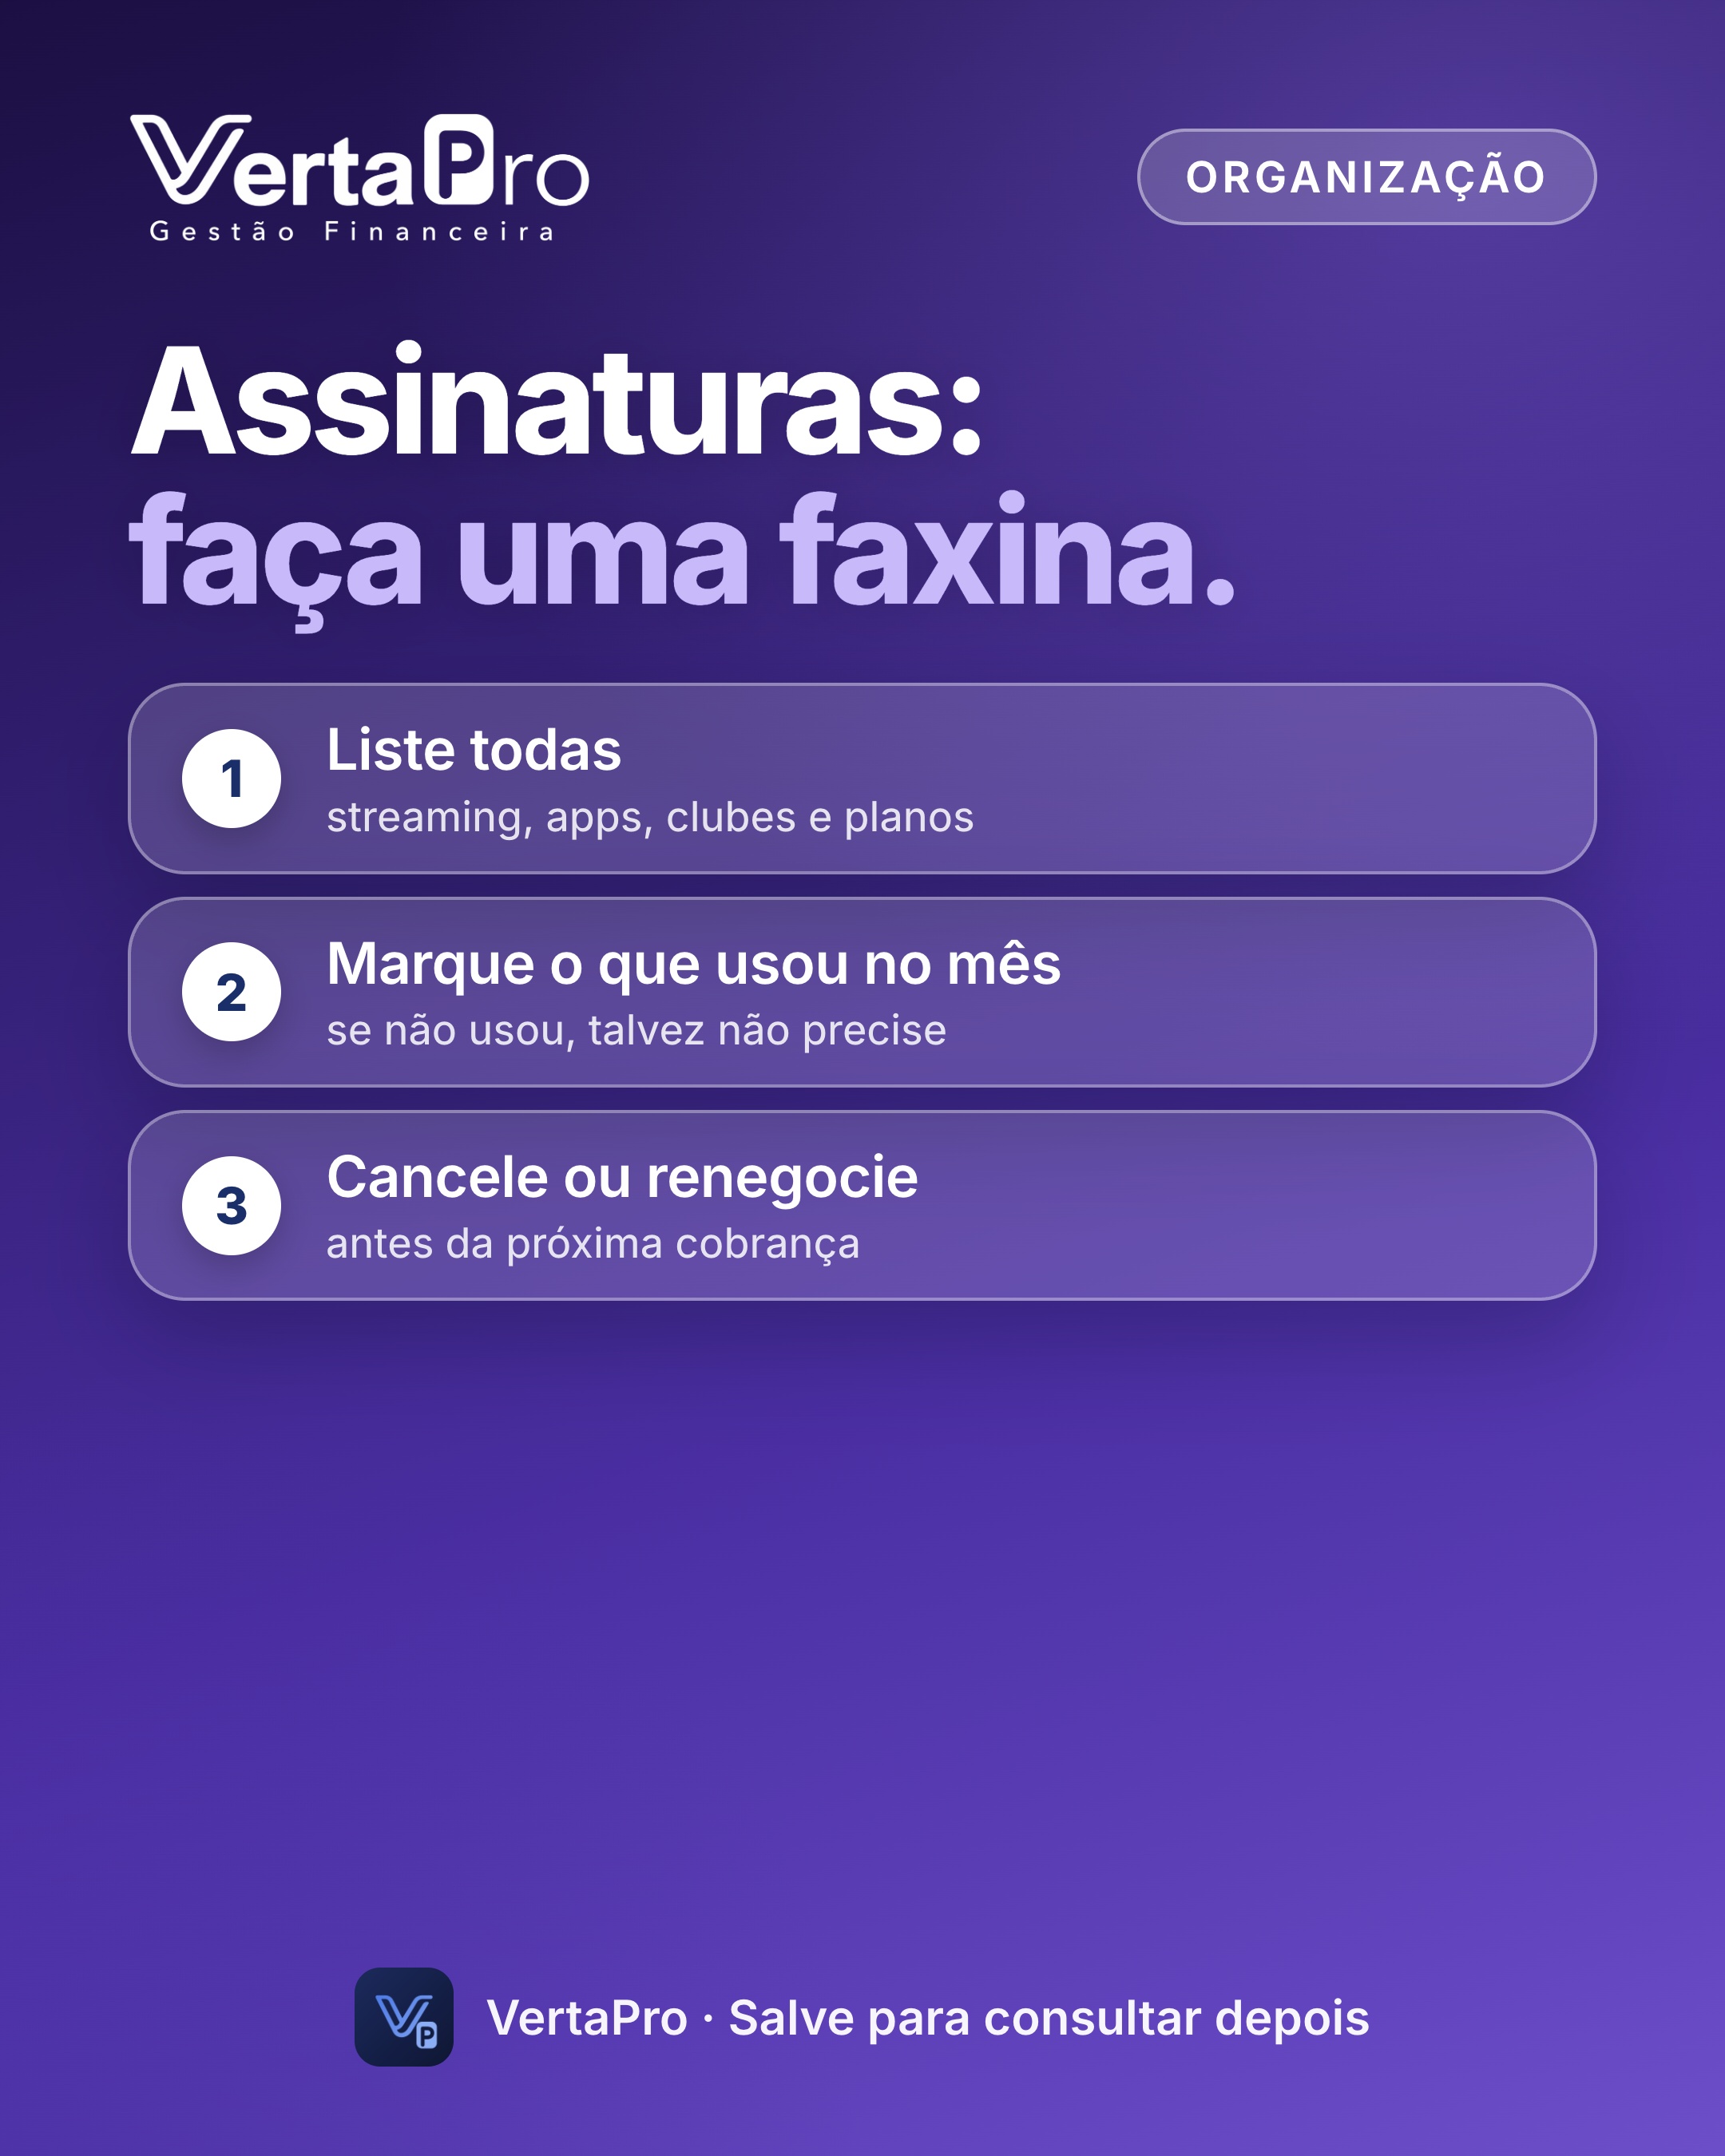 VertaPro
Gestão Financeira
ORGANIZAÇÃO
Assinaturas:
faça uma faxina.
1
Liste todas
streaming, apps, clubes e planos
2
Marque o que usou no mês
se não usou, talvez não precise
3
Cancele ou renegocie
antes da próxima cobrança
VP
VertaPro · Salve para consultar depois